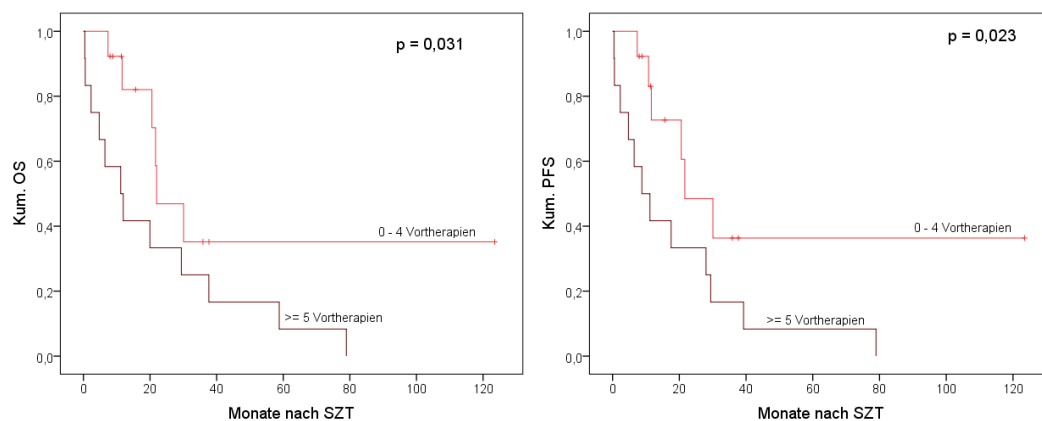 p = 0,031
Kum. OS
1,0
0,8
0,6
0,4
0,2
0,0
0 - 4 Vortherapien
>= 5 Vortherapien
0 20 40 60 80 100 120
Monate nach SZT
p = 0,023
Kum. PFS
1,0
0,8
0,6
0,4
0,2
0,0
0 - 4 Vortherapien
>= 5 Vortherapien
0 20 40 60 80 100 120
Monate nach SZT